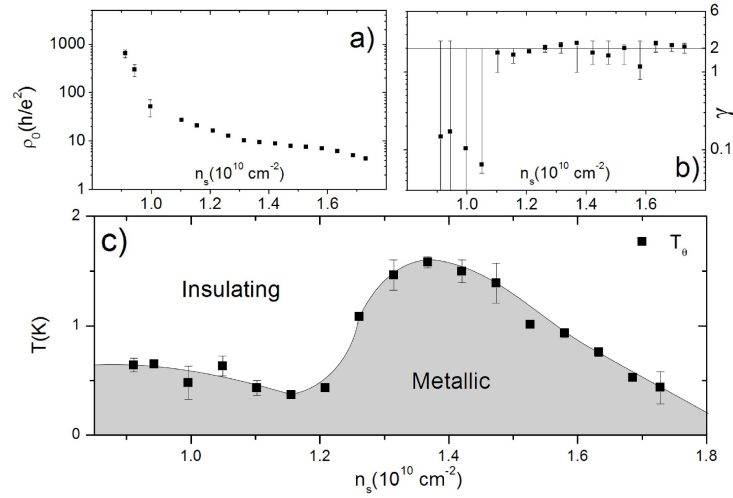 a)
1000
100
10
1
ρ₀(h/e²)
1.0 1.2 1.4 1.6
nₛ(10¹⁰ cm⁻²)
b)
6
2
1
0.1
γ
1.0 1.2 1.4 1.6
nₛ(10¹⁰ cm⁻²)
c)
T_θ
Insulating
Metallic
2
1
0
T(K)
1.0 1.2 1.4 1.6 1.8
nₛ(10¹⁰ cm⁻²)